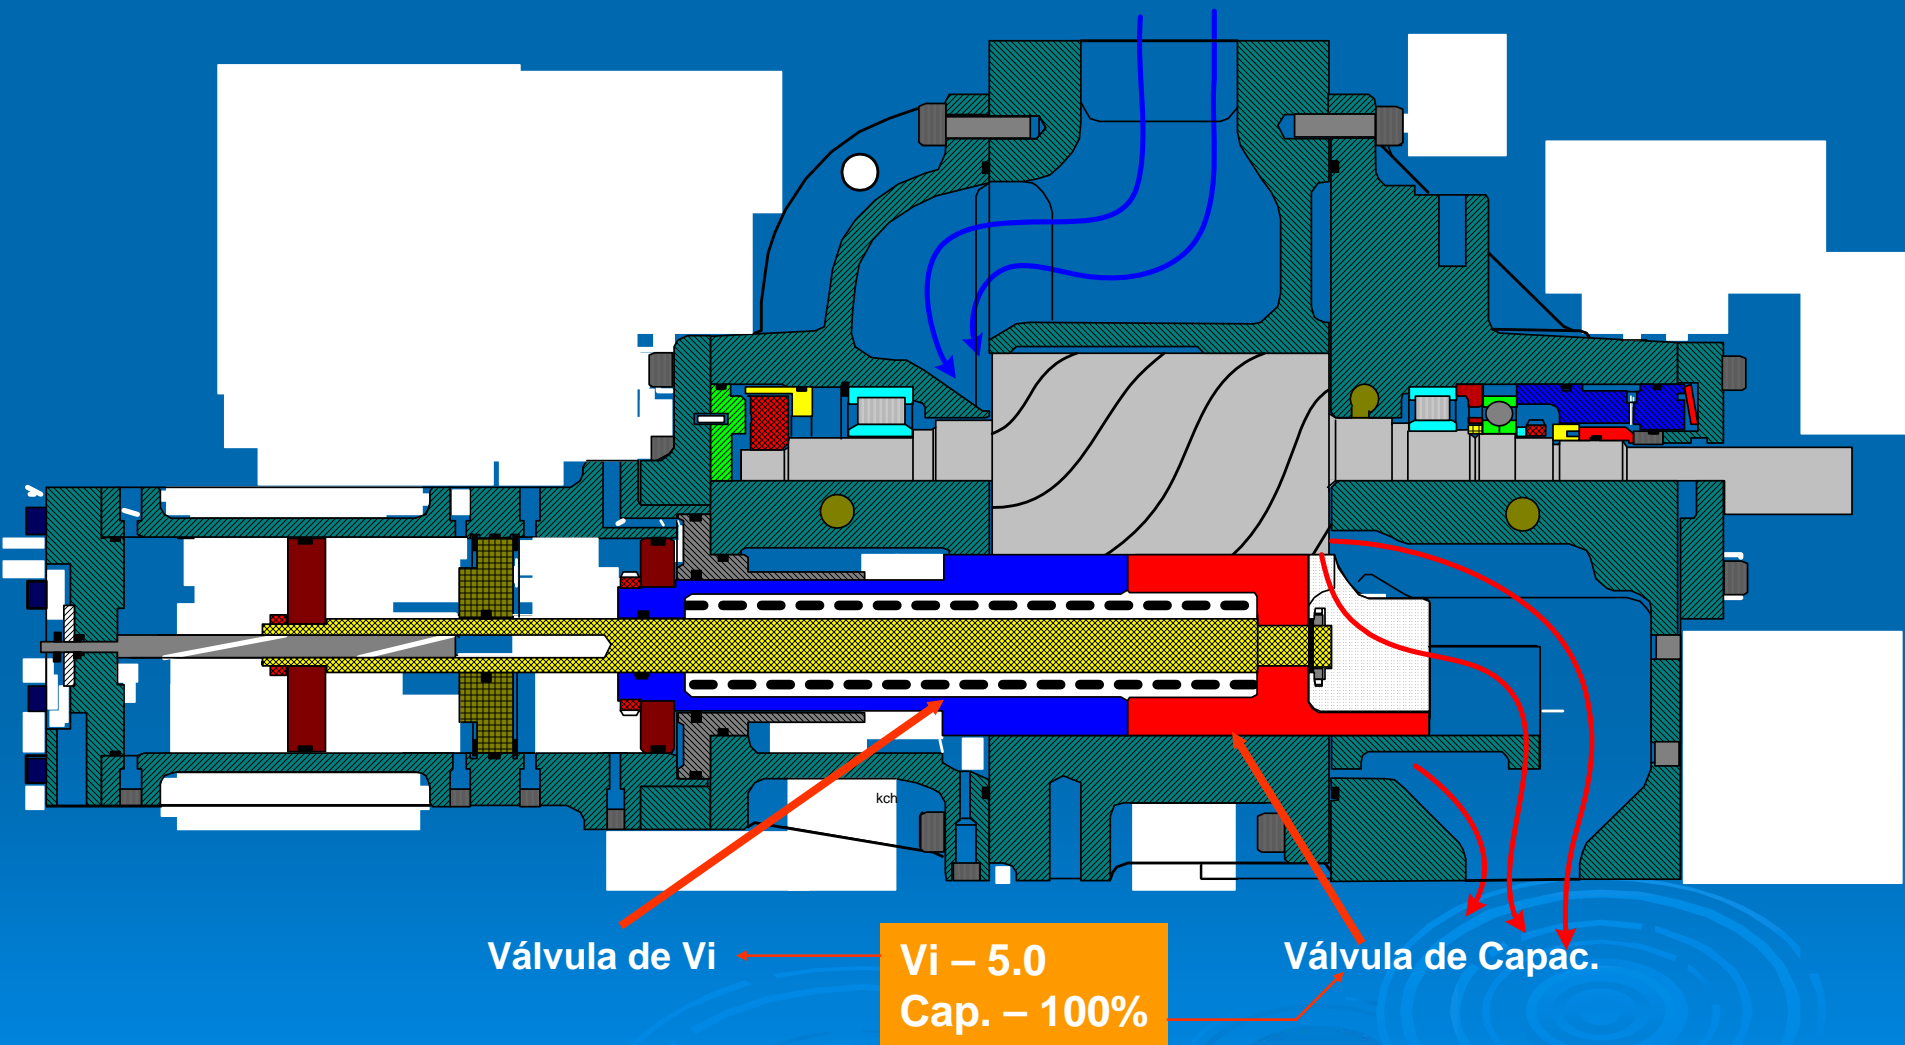 kch
Válvula de Vi
Vi – 5.0
Cap. – 100%
Válvula de Capac.